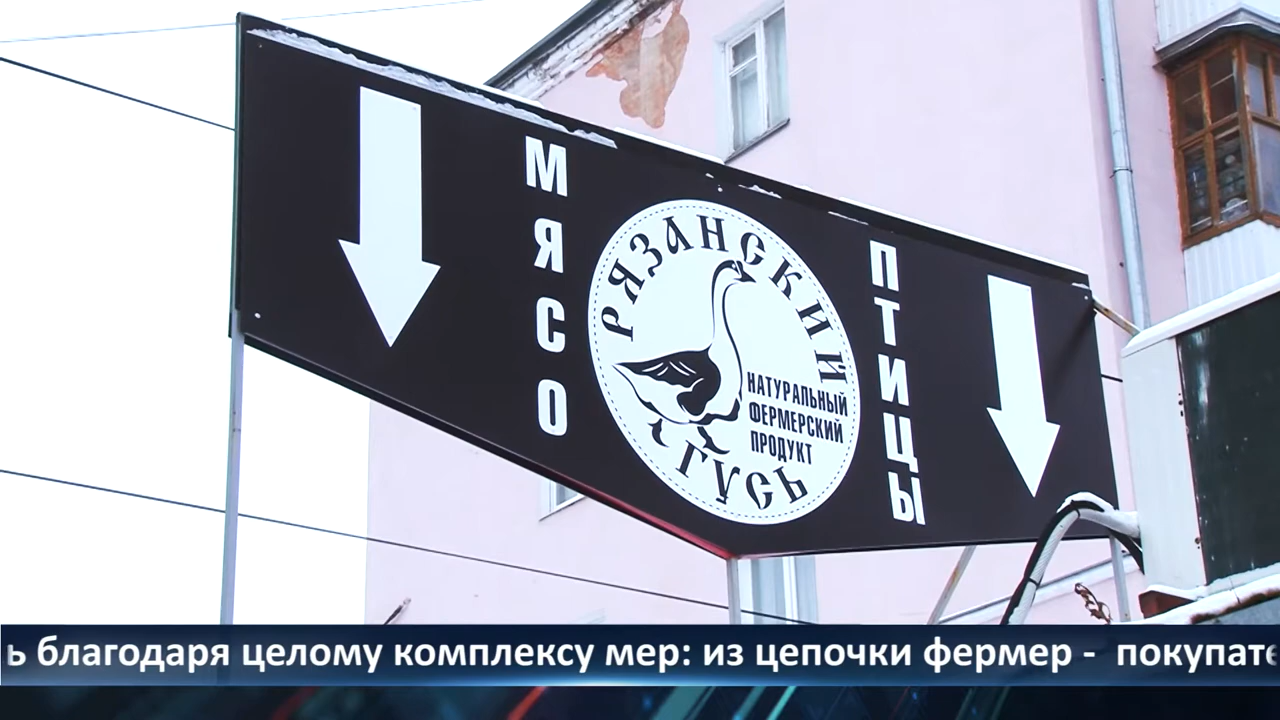 МЯСО
РЯЗАНСКИЙ
ГУСЬ
НАТУРАЛЬНЫЙ
ФЕРМЕРСКИЙ
ПРОДУКТ
ПТИЦЫ
ь благодаря целому комплексу мер: из цепочки фермер - покупате